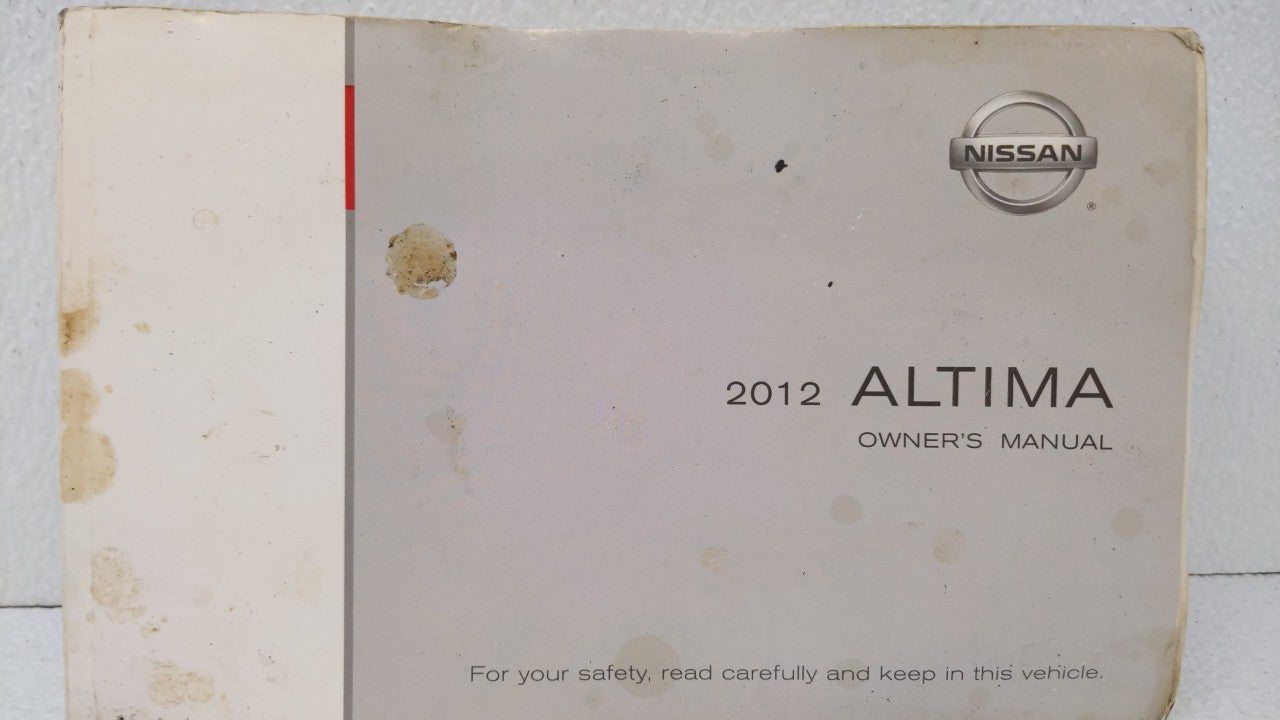 NISSAN
®
2012 ALTIMA
OWNER'S MANUAL
For your safety, read carefully and keep in this vehicle.